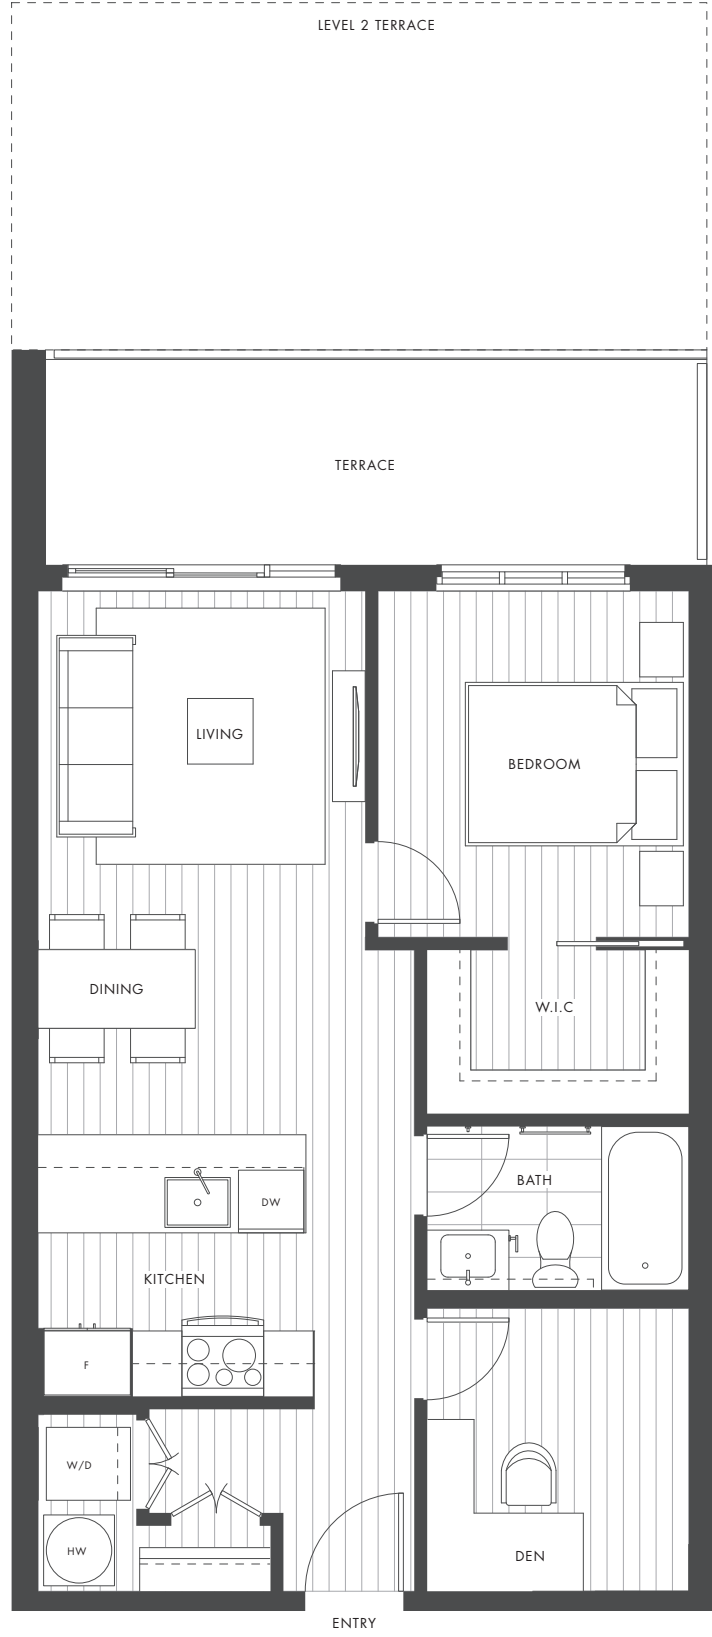 LEVEL 2 TERRACE
TERRACE
LIVING
BEDROOM
DINING
W.I.C
BATH
DW
KITCHEN
F
W/D
HW
DEN
ENTRY